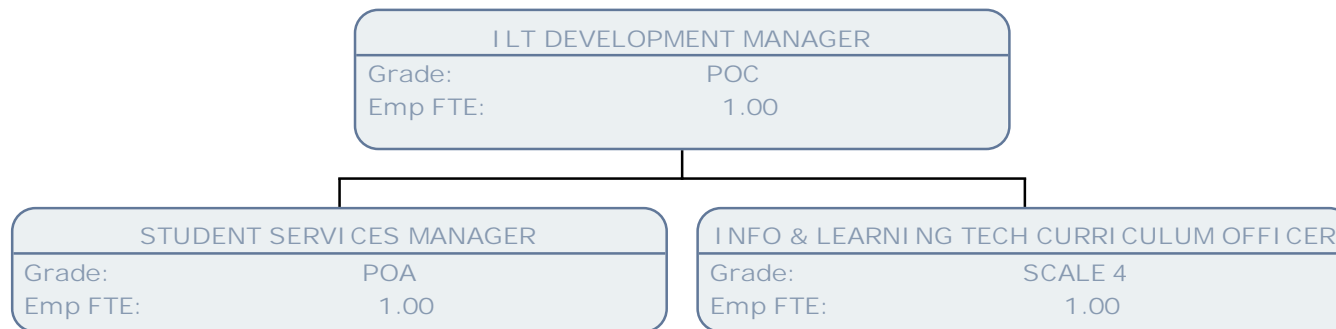 ILT DEVELOPMENT MANAGER
Grade: POC
Emp FTE: 1.00
STUDENT SERVICES MANAGER
Grade: POA
Emp FTE: 1.00
INFO & LEARNING TECH CURRICULUM OFFICER
Grade: SCALE 4
Emp FTE: 1.00